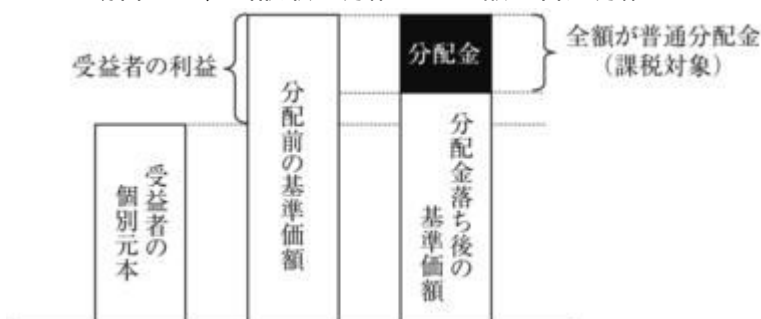 受益者の利益
分配金
全額が普通分配金
（課税対象）
受益者の
個別元本
分配前の基準価額
分配金落ち後の
基準価額